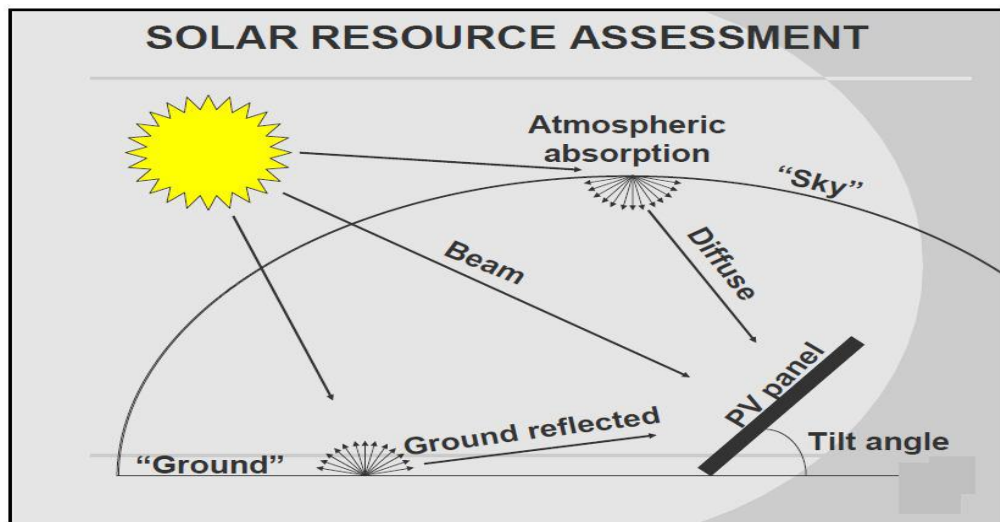 SOLAR RESOURCE ASSESSMENT
Atmospheric
absorption
“Sky”
Beam
Diffuse
PV panel
Ground reflected
Tilt angle
“Ground”